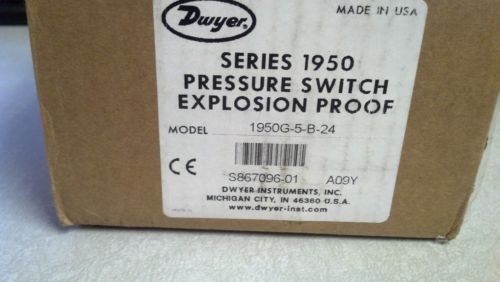 Dwyer
MADE IN USA
SERIES 1950
PRESSURE SWITCH
EXPLOSION PROOF
MODEL 1950G-5-B-24
CE
S867096-01 A09Y
DWYER INSTRUMENTS, INC.
MICHIGAN CITY, IN 46360 U.S.A.
www.dwyer-inst.com